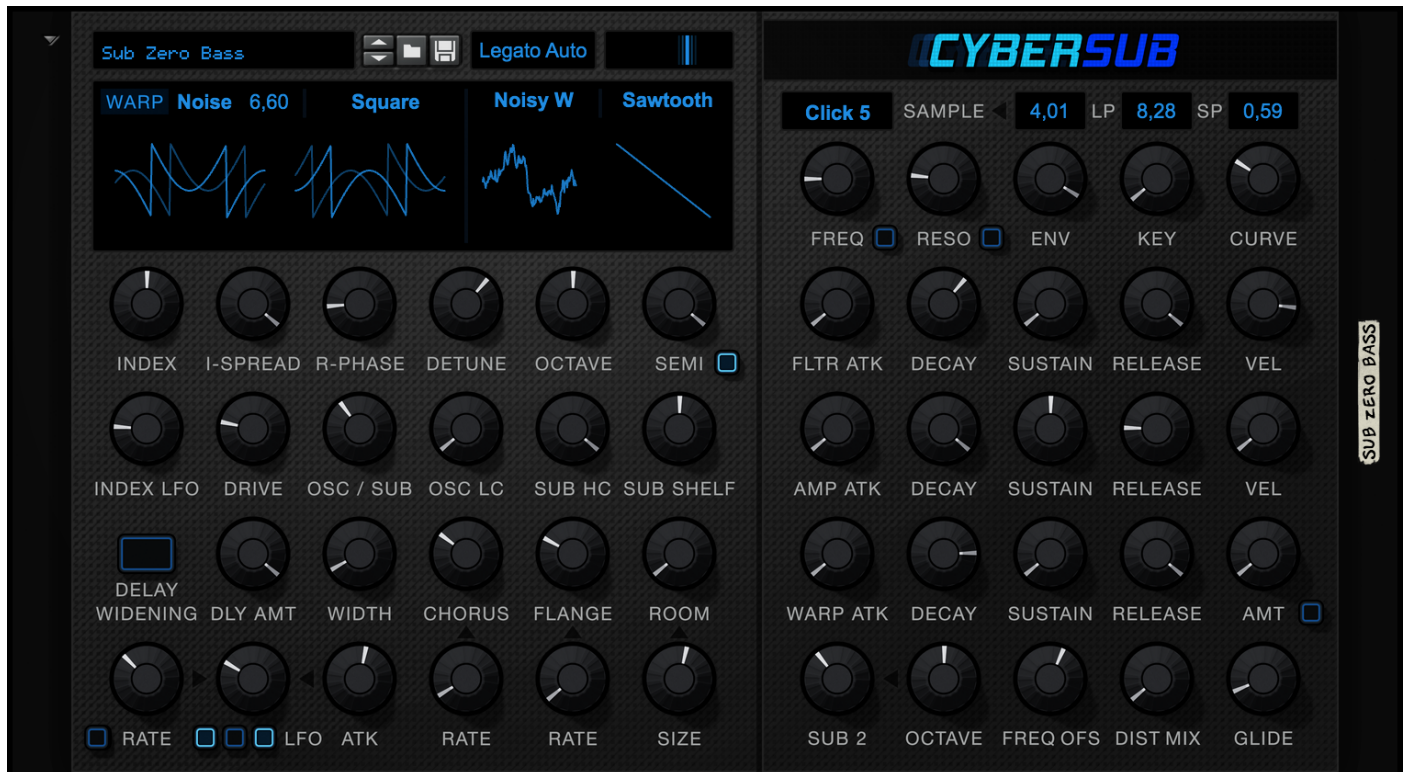 Sub Zero Bass
Legato Auto
CYBERSUB
WARP Noise 6,60 Square Noisy W Sawtooth
Click 5 SAMPLE 4,01 LP 8,28 SP 0,59
FREQ RESO ENV KEY CURVE
INDEX I-SPREAD R-PHASE DETUNE OCTAVE SEMI
FLTR ATK DECAY SUSTAIN RELEASE VEL
SUB ZERO BASS
INDEX LFO DRIVE OSC / SUB OSC LC SUB HC SUB SHELF
AMP ATK DECAY SUSTAIN RELEASE VEL
DELAY
WIDENING DLY AMT WIDTH CHORUS FLANGE ROOM
WARP ATK DECAY SUSTAIN RELEASE AMT
RATE LFO ATK RATE RATE SIZE
SUB 2 OCTAVE FREQ OFS DIST MIX GLIDE